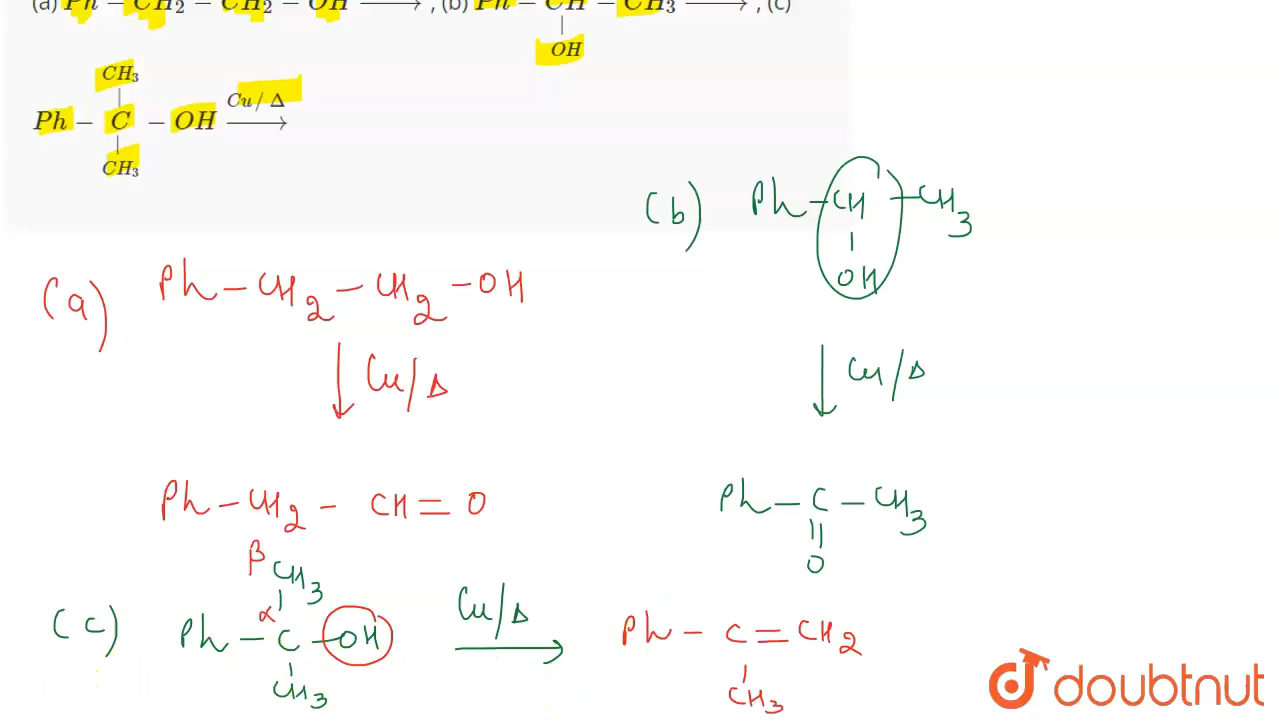 (a) Ph − CH₂ − CH₂ − OH ⟶ , (b) Ph − CH − CH₃ ⟶ , (c)
|
OH
CH₃
|
Ph − C − OH Cu/Δ ⟶
|
CH₃
(b) Ph − CH − CH₃
|
OH
(a) Ph − CH₂ − CH₂ − OH
↓ Cu/Δ
↓ Cu/Δ
Ph − CH₂ − CH = O
Ph − C − CH₃
||
O
β CH₃
α |
(c) Ph − C − OH Cu/Δ ⟶ Ph − C = CH₂
|
CH₃
|
CH₃
doubtnut